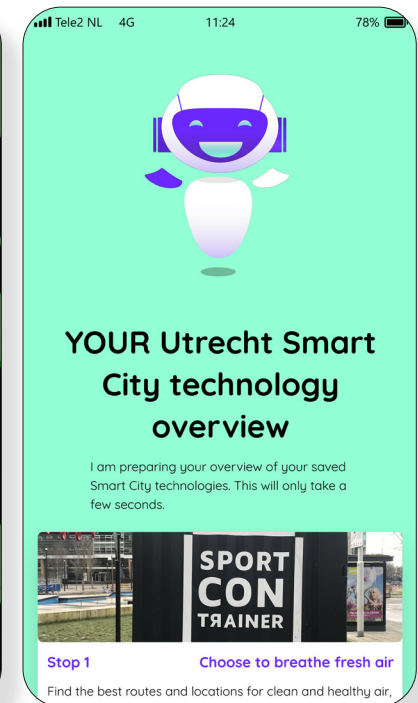 Tele2 NL 4G 11:24 78%
YOUR Utrecht Smart
City technology
overview
I am preparing your overview of your saved
Smart City technologies. This will only take a
few seconds.
SPORT
CON
TЯAINER
Stop 1 Choose to breathe fresh air
Find the best routes and locations for clean and healthy air,